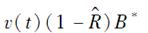 v(t)(1 − R̂)B*